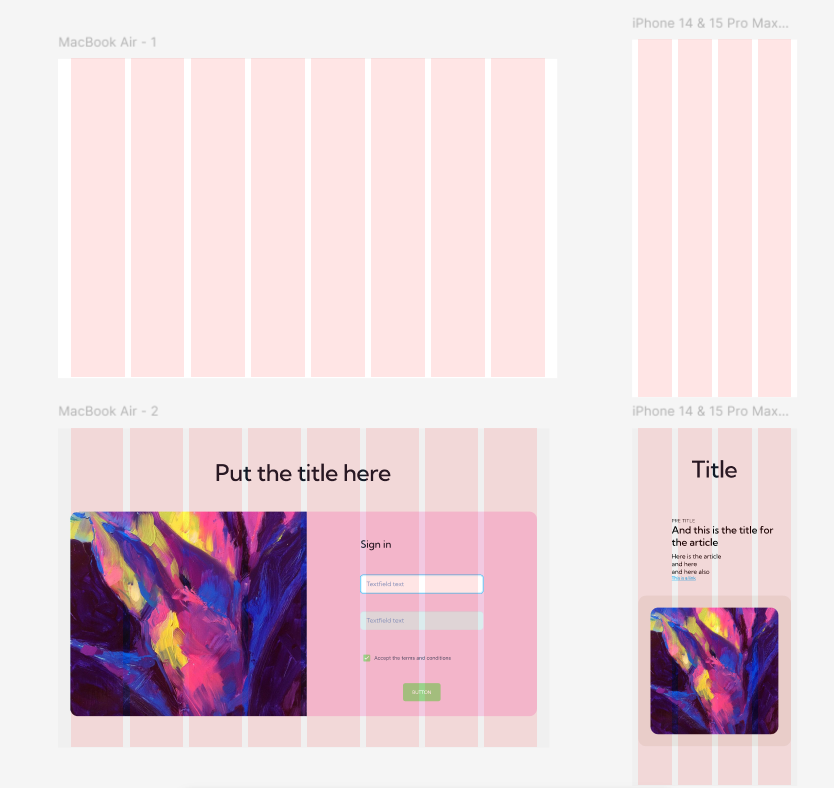 MacBook Air - 1
iPhone 14 & 15 Pro Max...
MacBook Air - 2
Put the title here
Sign in
Textfield text
Textfield text
Accept the terms and conditions
BUTTON
iPhone 14 & 15 Pro Max...
Title
PRE TITLE
And this is the title for
the article
Here is the article
and here
and here also
This is a link